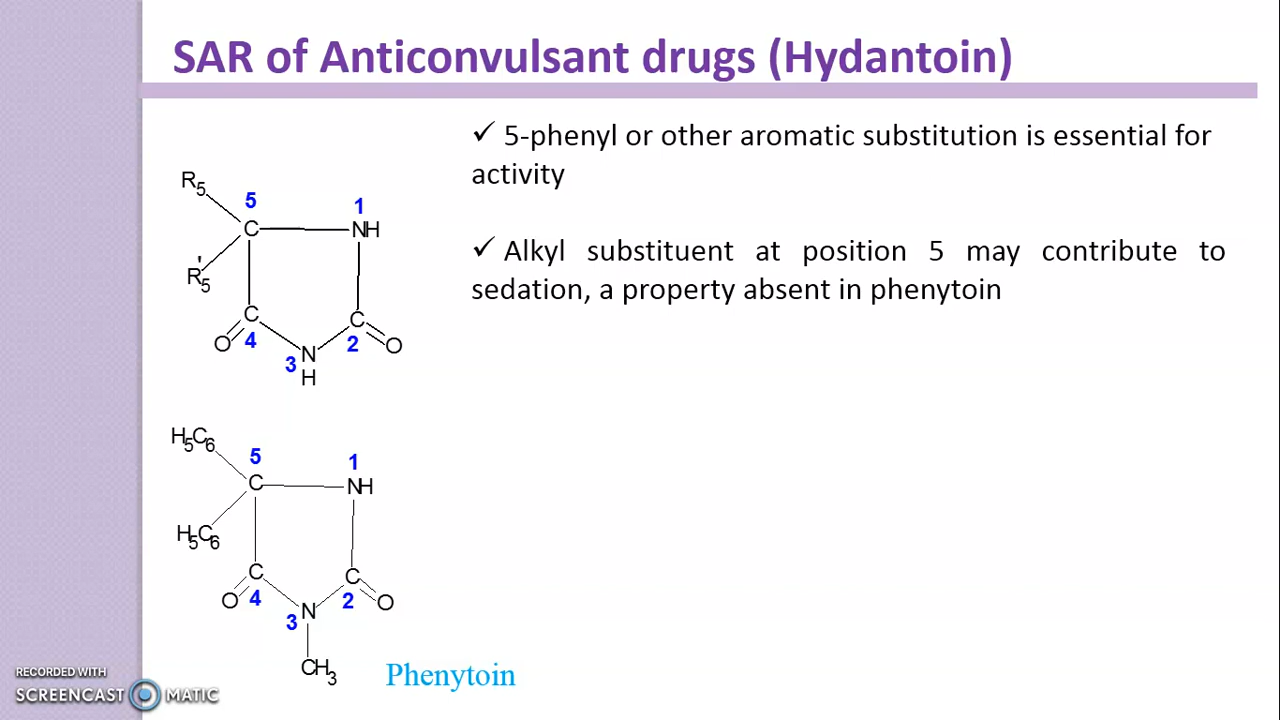 SAR of Anticonvulsant drugs (Hydantoin)
✓ 5-phenyl or other aromatic substitution is essential for
activity
✓ Alkyl substituent at position 5 may contribute to
sedation, a property absent in phenytoin
R5
5
1
C
NH
R5'
C
C
O
4
2
O
3
N
H
H5C6
5
1
C
NH
H5C6
C
C
O
4
2
O
3
N
CH3
Phenytoin
RECORDED WITH
SCREENCAST MATIC